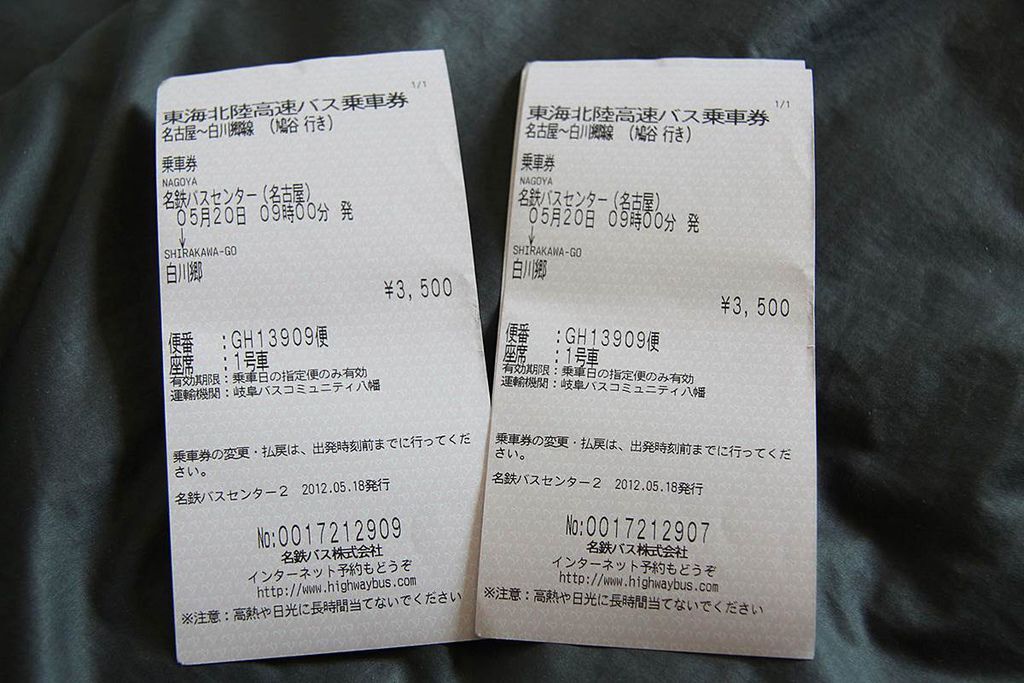 1/1
東海北陸高速バス乗車券
名古屋～白川郷線 (鳩谷 行き)
乗車券
NAGOYA
名鉄バスセンター(名古屋)
05月20日 09時00分 発
↓
SHIRAKAWA-GO
白川郷
¥3,500
便番 :GH13909便
座席 :1号車
有効期限:乗車日の指定便のみ有効
運輸機関:岐阜バスコミュニティ八幡
乗車券の変更・払戻は、出発時刻前までに行ってくだ
さい。
名鉄バスセンター2 2012.05.18発行
No:0017212909
名鉄バス株式会社
インターネット予約もどうぞ
http://www.highwaybus.com
※注意:高熱や日光に長時間当てないでください
1/1
東海北陸高速バス乗車券
名古屋～白川郷線 (鳩谷 行き)
乗車券
NAGOYA
名鉄バスセンター(名古屋)
05月20日 09時00分 発
↓
SHIRAKAWA-GO
白川郷
¥3,500
便番 :GH13909便
座席 :1号車
有効期限:乗車日の指定便のみ有効
運輸機関:岐阜バスコミュニティ八幡
乗車券の変更・払戻は、出発時刻前までに行ってくだ
さい。
名鉄バスセンター2 2012.05.18発行
No:0017212907
名鉄バス株式会社
インターネット予約もどうぞ
http://www.highwaybus.com
※注意:高熱や日光に長時間当てないでください